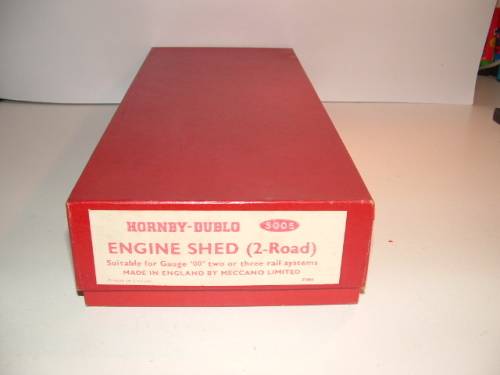 HORNBY-DUBLO 5005
ENGINE SHED (2-Road)
Suitable for Gauge "00" two or three rail systems
MADE IN ENGLAND BY MECCANO LIMITED